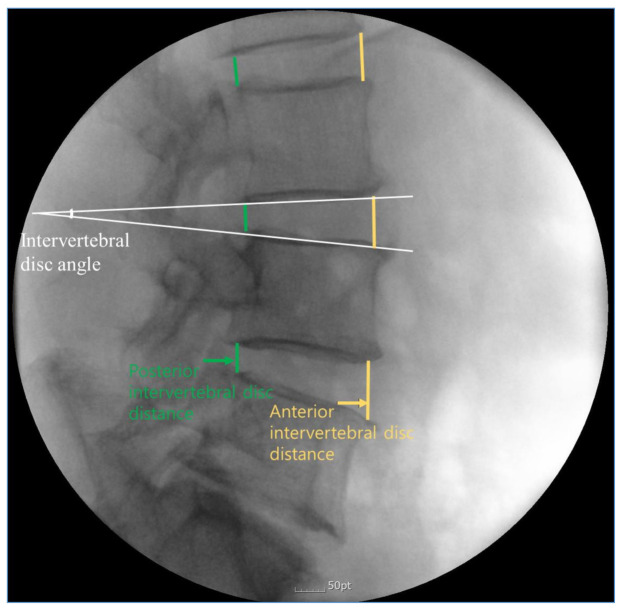 Intervertebral
disc angle
Posterior
intervertebral disc
distance
Anterior
intervertebral disc
distance
50pt